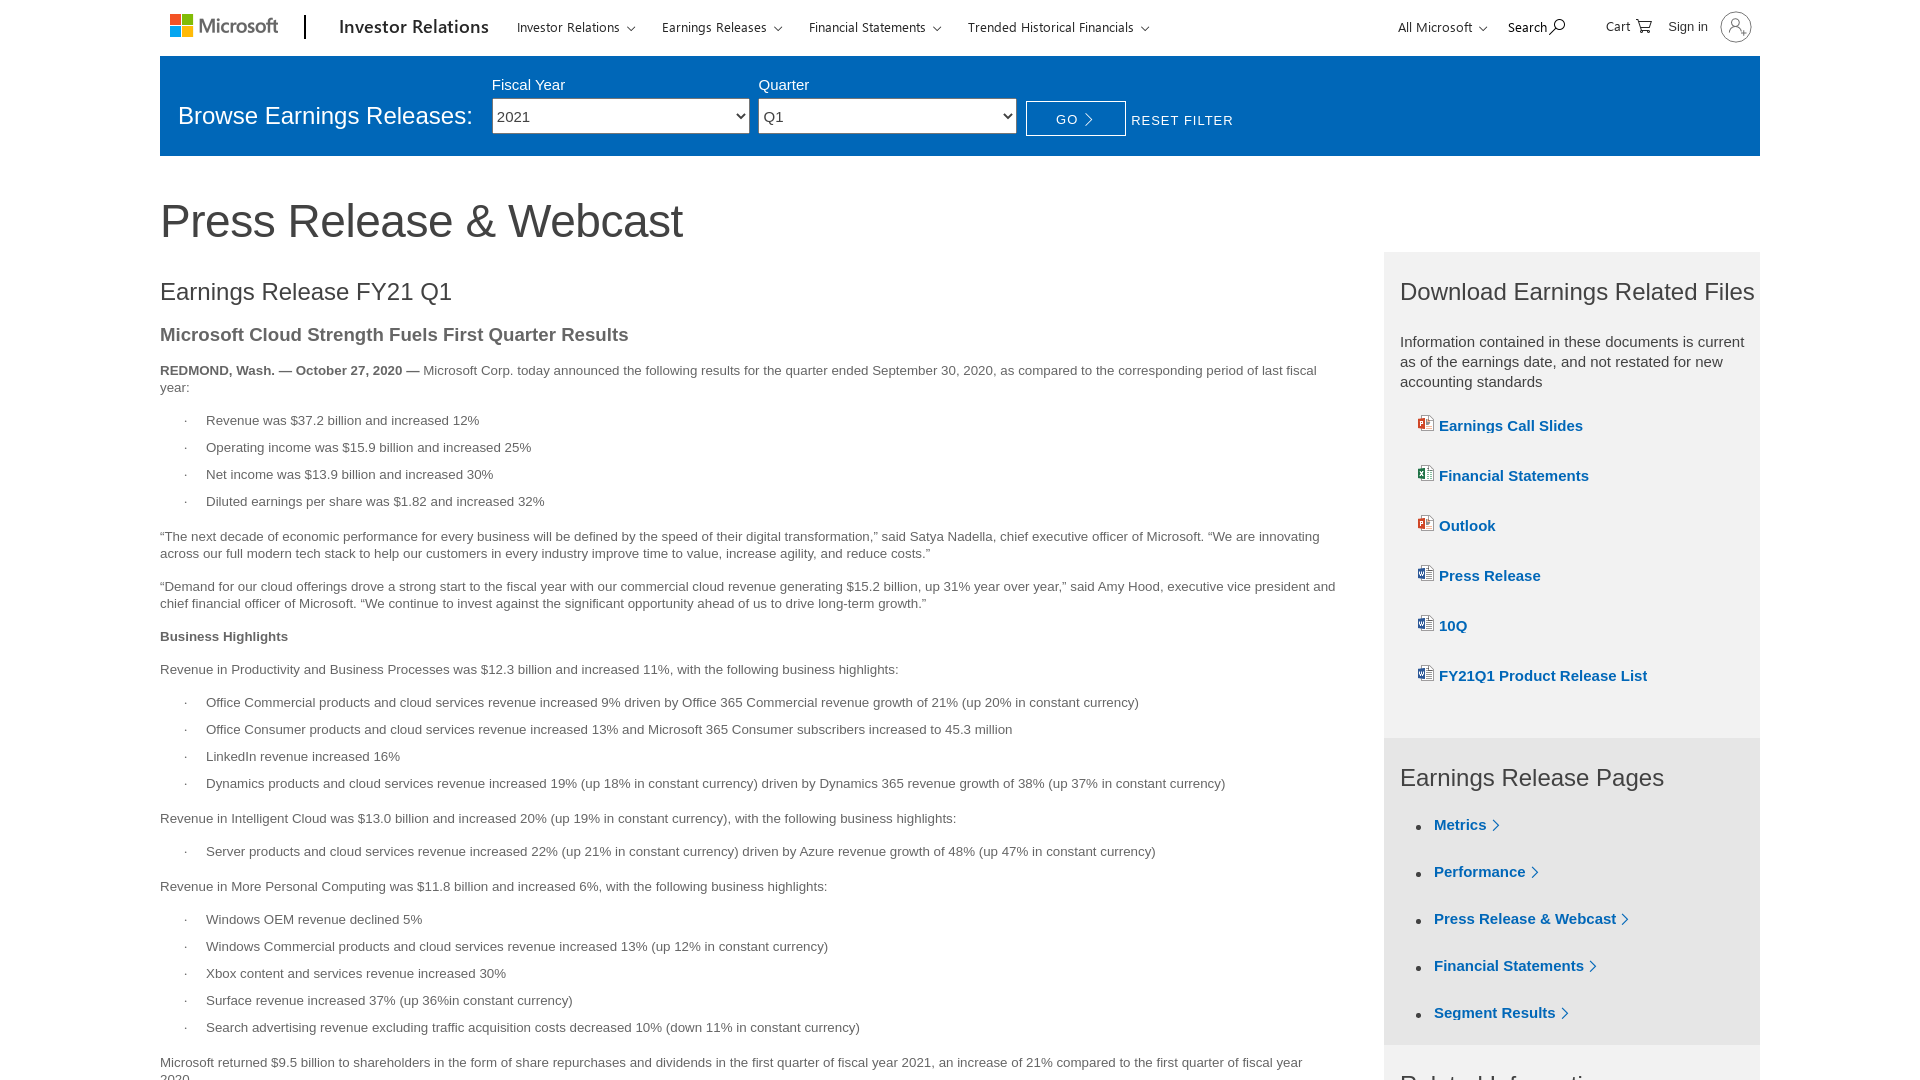 Microsoft
Investor Relations
Investor Relations
Earnings Releases
Financial Statements
Trended Historical Financials
All Microsoft
Search
Cart
Sign in
Browse Earnings Releases:
Fiscal Year
2021
Quarter
Q1
GO
RESET FILTER
Press Release & Webcast
Earnings Release FY21 Q1
Microsoft Cloud Strength Fuels First Quarter Results
REDMOND, Wash. — October 27, 2020 — Microsoft Corp. today announced the following results for the quarter ended September 30, 2020, as compared to the corresponding period of last fiscal
year:
· Revenue was $37.2 billion and increased 12%
· Operating income was $15.9 billion and increased 25%
· Net income was $13.9 billion and increased 30%
· Diluted earnings per share was $1.82 and increased 32%
“The next decade of economic performance for every business will be defined by the speed of their digital transformation,” said Satya Nadella, chief executive officer of Microsoft. “We are innovating
across our full modern tech stack to help our customers in every industry improve time to value, increase agility, and reduce costs.”
“Demand for our cloud offerings drove a strong start to the fiscal year with our commercial cloud revenue generating $15.2 billion, up 31% year over year,” said Amy Hood, executive vice president and
chief financial officer of Microsoft. “We continue to invest against the significant opportunity ahead of us to drive long-term growth.”
Business Highlights
Revenue in Productivity and Business Processes was $12.3 billion and increased 11%, with the following business highlights:
· Office Commercial products and cloud services revenue increased 9% driven by Office 365 Commercial revenue growth of 21% (up 20% in constant currency)
· Office Consumer products and cloud services revenue increased 13% and Microsoft 365 Consumer subscribers increased to 45.3 million
· LinkedIn revenue increased 16%
· Dynamics products and cloud services revenue increased 19% (up 18% in constant currency) driven by Dynamics 365 revenue growth of 38% (up 37% in constant currency)
Revenue in Intelligent Cloud was $13.0 billion and increased 20% (up 19% in constant currency), with the following business highlights:
· Server products and cloud services revenue increased 22% (up 21% in constant currency) driven by Azure revenue growth of 48% (up 47% in constant currency)
Revenue in More Personal Computing was $11.8 billion and increased 6%, with the following business highlights:
· Windows OEM revenue declined 5%
· Windows Commercial products and cloud services revenue increased 13% (up 12% in constant currency)
· Xbox content and services revenue increased 30%
· Surface revenue increased 37% (up 36%in constant currency)
· Search advertising revenue excluding traffic acquisition costs decreased 10% (down 11% in constant currency)
Microsoft returned $9.5 billion to shareholders in the form of share repurchases and dividends in the first quarter of fiscal year 2021, an increase of 21% compared to the first quarter of fiscal year
2020.
Download Earnings Related Files
Information contained in these documents is current
as of the earnings date, and not restated for new
accounting standards
Earnings Call Slides
Financial Statements
Outlook
Press Release
10Q
FY21Q1 Product Release List
Earnings Release Pages
• Metrics
• Performance
• Press Release & Webcast
• Financial Statements
• Segment Results